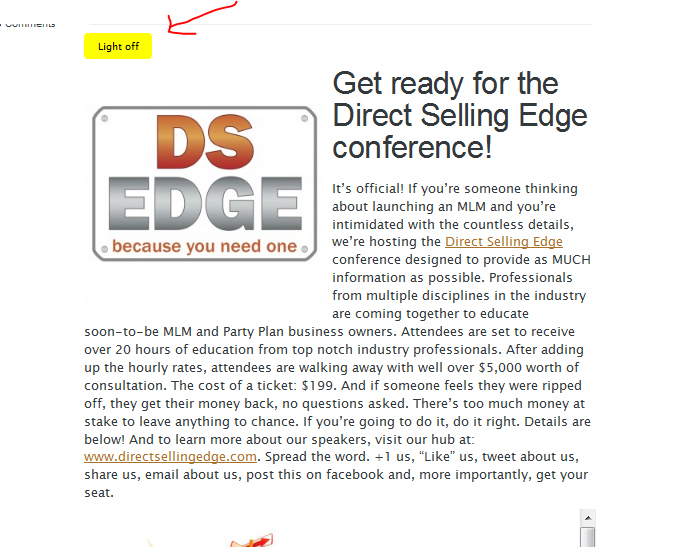 Comments
Light off
Get ready for the
Direct Selling Edge
conference!
DS
EDGE
because you need one
It’s official! If you’re someone thinking
about launching an MLM and you’re
intimidated with the countless details,
we’re hosting the Direct Selling Edge
conference designed to provide as MUCH
information as possible. Professionals
from multiple disciplines in the industry
are coming together to educate
soon-to-be MLM and Party Plan business owners. Attendees are set to receive
over 20 hours of education from top notch industry professionals. After adding
up the hourly rates, attendees are walking away with well over $5,000 worth of
consultation. The cost of a ticket: $199. And if someone feels they were ripped
off, they get their money back, no questions asked. There’s too much money at
stake to leave anything to chance. If you’re going to do it, do it right. Details are
below! And to learn more about our speakers, visit our hub at:
www.directsellingedge.com. Spread the word. +1 us, “Like” us, tweet about us,
share us, email about us, post this on facebook and, more importantly, get your
seat.